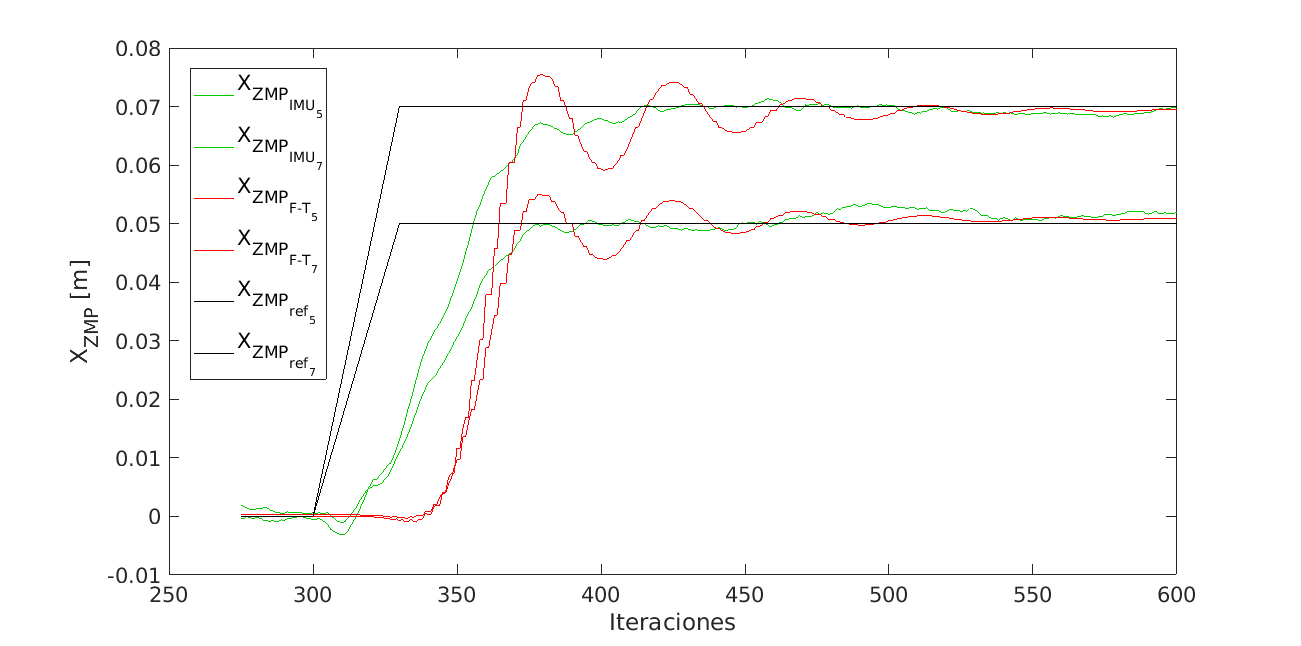 0.08
0.07
0.06
0.05
0.04
0.03
0.02
0.01
0
-0.01
X_ZMP [m]
X_ZMP_IMU_5
X_ZMP_IMU_7
X_ZMP_F-T_5
X_ZMP_F-T_7
X_ZMP_ref_5
X_ZMP_ref_7
250 300 350 400 450 500 550 600
Iteraciones